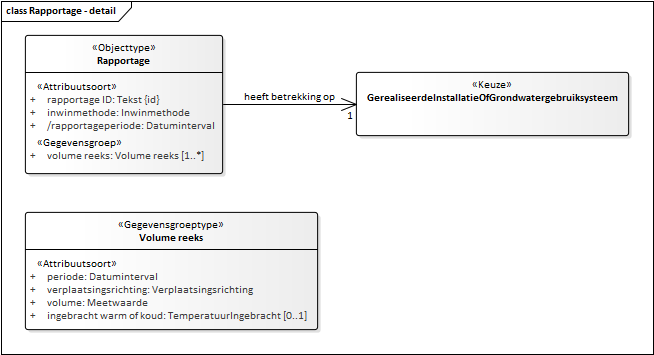 class Rapportage - detail
«Objecttype»
Rapportage
«Attribuutsoort»
+ rapportage ID: Tekst {id}
+ inwinmethode: Inwinmethode
+ /rapportageperiode: Datuminterval
«Gegevensgroep»
+ volume reeks: Volume reeks [1..*]
heeft betrekking op
1
«Keuze»
GerealiseerdeInstallatieOfGrondwatergebruiksysteem
«Gegevensgroeptype»
Volume reeks
«Attribuutsoort»
+ periode: Datuminterval
+ verplaatsingsrichting: Verplaatsingsrichting
+ volume: Meetwaarde
+ ingebracht warm of koud: TemperatuurIngebracht [0..1]